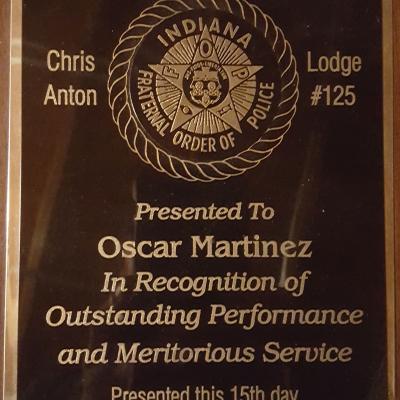 Chris
Anton
INDIANA
FOP
FRATERNAL ORDER OF POLICE
Lodge
#125
Presented To
Oscar Martinez
In Recognition of
Outstanding Performance
and Meritorious Service
Presented this 15th day